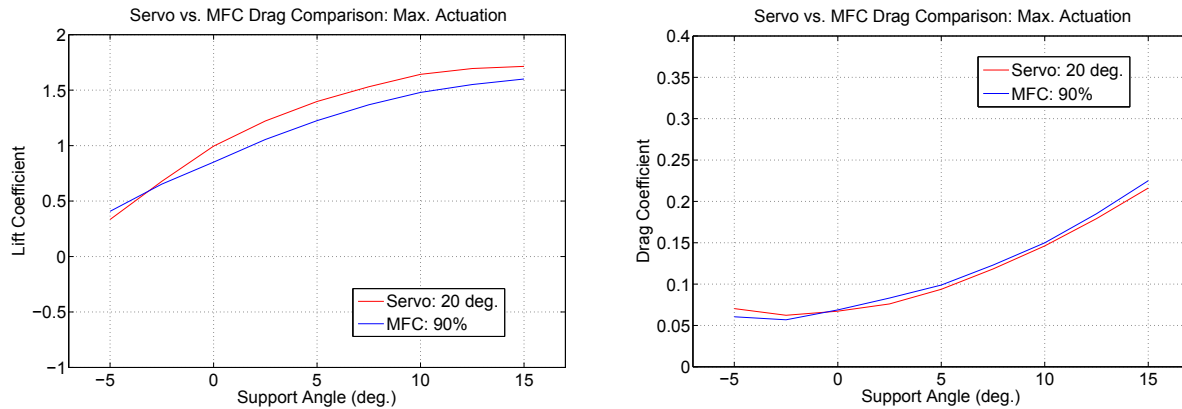 Servo vs. MFC Drag Comparison: Max. Actuation
2
1.5
1
0.5
0
−0.5
−1
Lift Coefficient
Servo: 20 deg.
MFC: 90%
−5 0 5 10 15
Support Angle (deg.)
Servo vs. MFC Drag Comparison: Max. Actuation
0.4
0.35
0.3
0.25
0.2
0.15
0.1
0.05
0
Drag Coefficient
Servo: 20 deg.
MFC: 90%
−5 0 5 10 15
Support Angle (deg.)